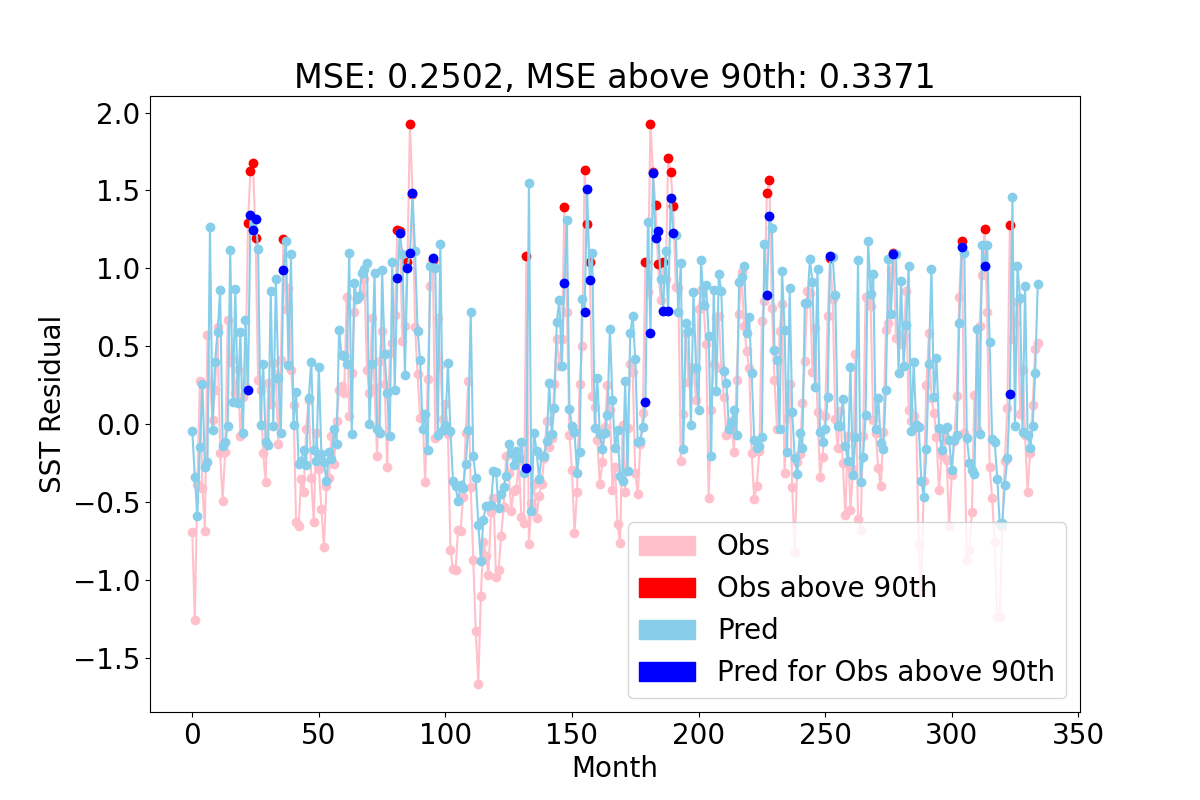 MSE: 0.2502, MSE above 90th: 0.3371
2.0
1.5
1.0
0.5
0.0
−0.5
−1.0
−1.5
SST Residual
Obs
Obs above 90th
Pred
Pred for Obs above 90th
0 50 100 150 200 250 300 350
Month